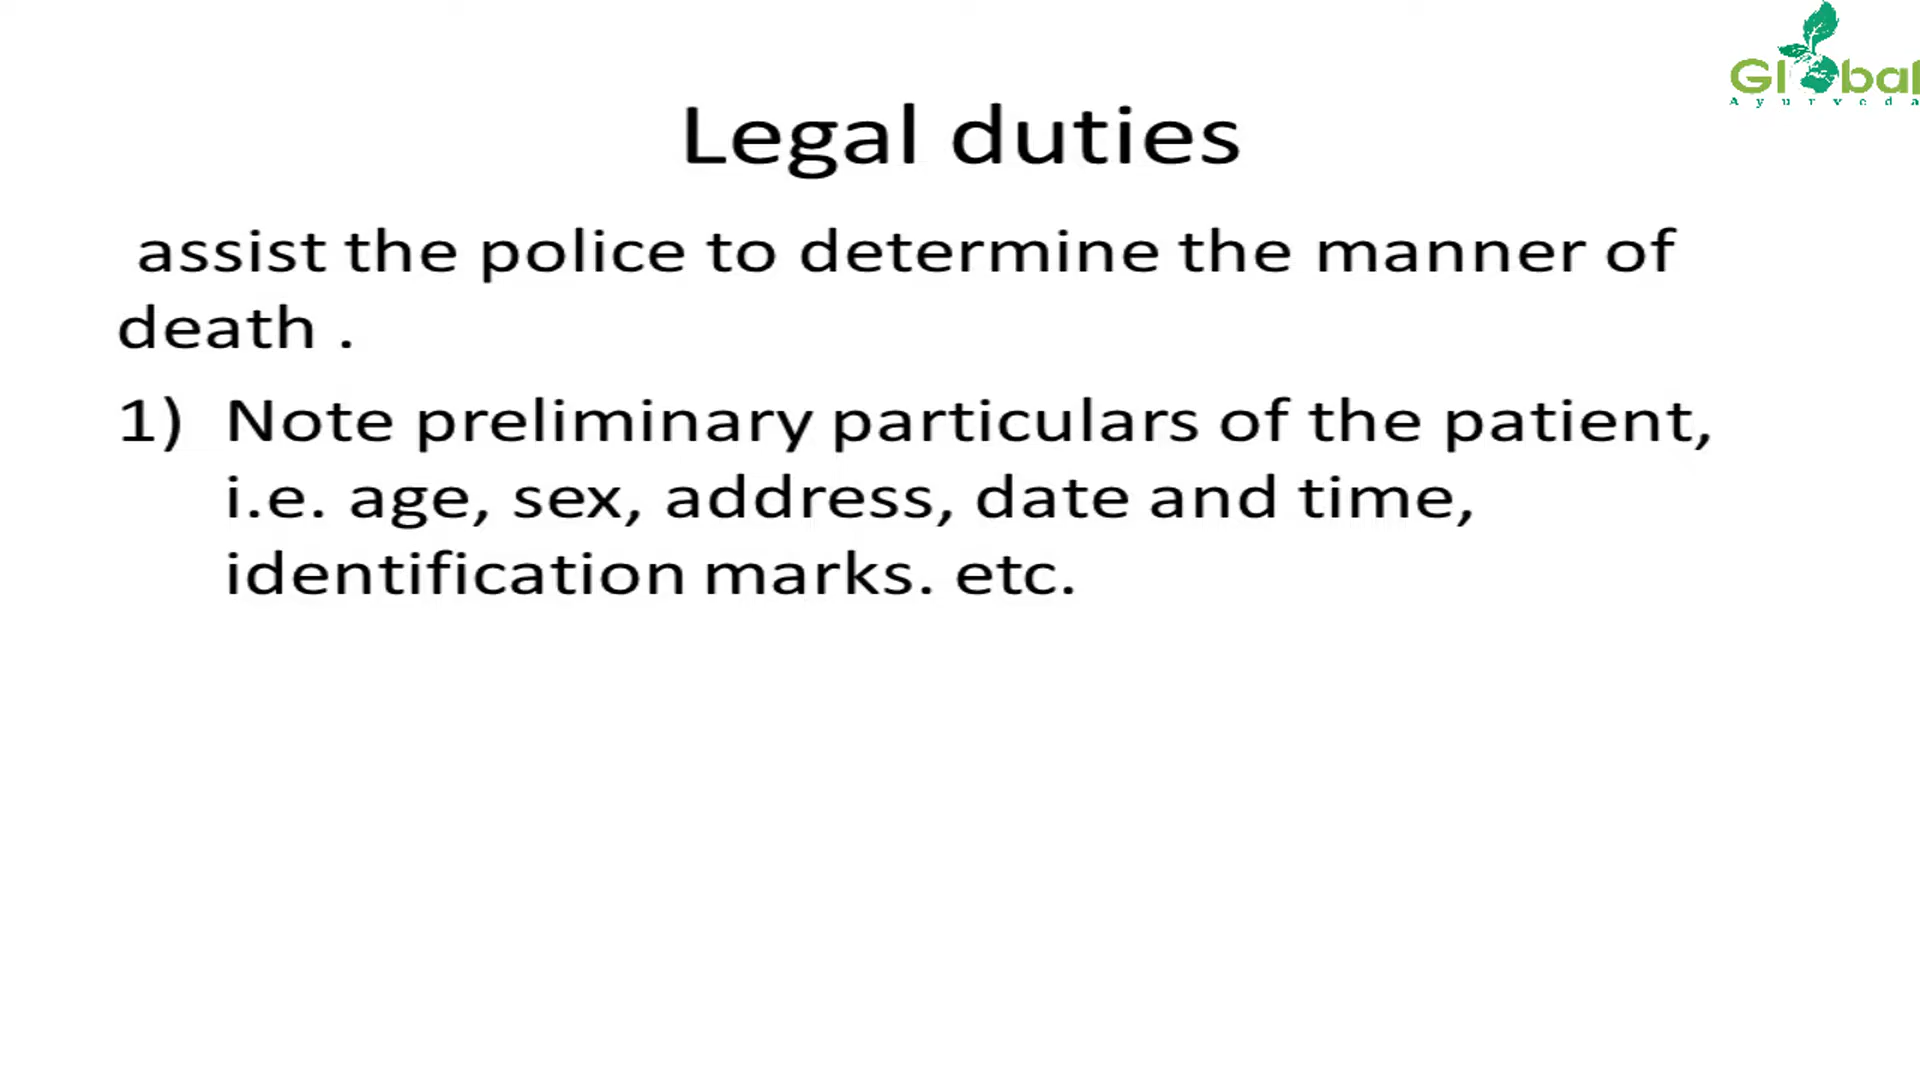 Global
Ayurveda
Legal duties
assist the police to determine the manner of
death .
1) Note preliminary particulars of the patient,
i.e. age, sex, address, date and time,
identification marks. etc.